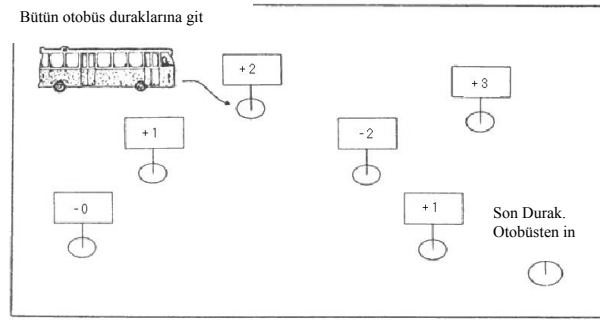 Bütün otobüs duraklarına git
+ 2
+ 3
+ 1
- 2
- 0
+ 1
Son Durak.
Otobüsten in